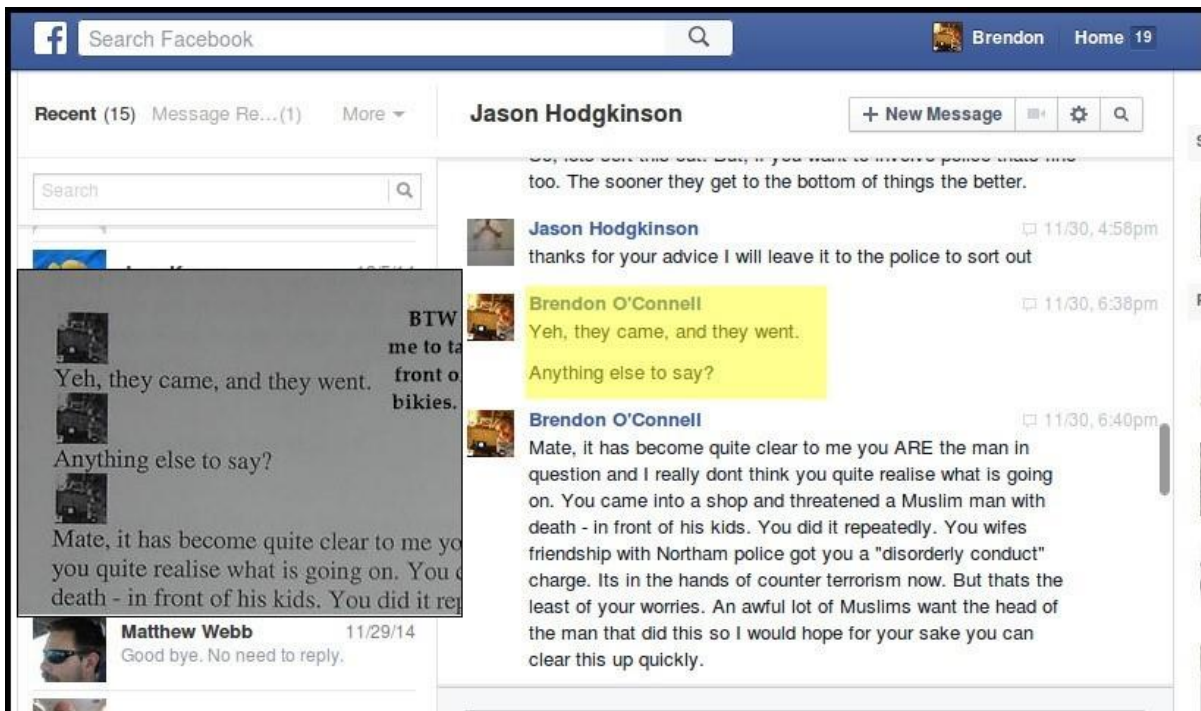 f Search Facebook Brendon Home 19
Recent (15) Message Re...(1) More
Search
Matthew Webb 11/29/14
Good bye. No need to reply.
BTW
me to ta
Yeh, they came, and they went. front o
bikies.
Anything else to say?
Mate, it has become quite clear to me yo
you quite realise what is going on. You
death - in front of his kids. You did it rep
Jason Hodgkinson + New Message
too. The sooner they get to the bottom of things the better.
Jason Hodgkinson 11/30, 4:58pm
thanks for your advice I will leave it to the police to sort out
Brendon O'Connell 11/30, 6:38pm
Yeh, they came, and they went.
Anything else to say?
Brendon O'Connell 11/30, 6:40pm
Mate, it has become quite clear to me you ARE the man in
question and I really dont think you quite realise what is going
on. You came into a shop and threatened a Muslim man with
death - in front of his kids. You did it repeatedly. You wifes
friendship with Northam police got you a "disorderly conduct"
charge. Its in the hands of counter terrorism now. But thats the
least of your worries. An awful lot of Muslims want the head of
the man that did this so I would hope for your sake you can
clear this up quickly.